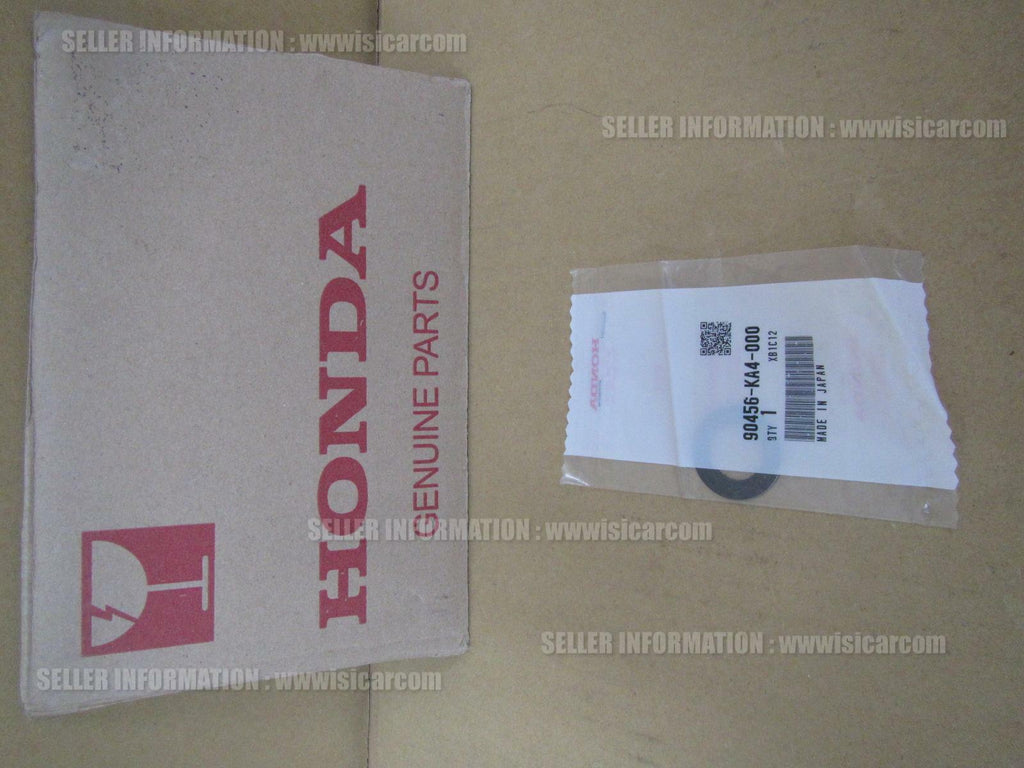 SELLER INFORMATION : wwwisicarcom
SELLER INFORMATION : wwwisicarcom
HONDA
GENUINE PARTS
HONDA
90456-KA4-000
QTY 1 XB1C12
MADE IN JAPAN
SELLER INFORMATION : wwwisicarcom
SELLER INFORMATION : wwwisicarcom
SELLER INFORMATION : wwwisicarcom